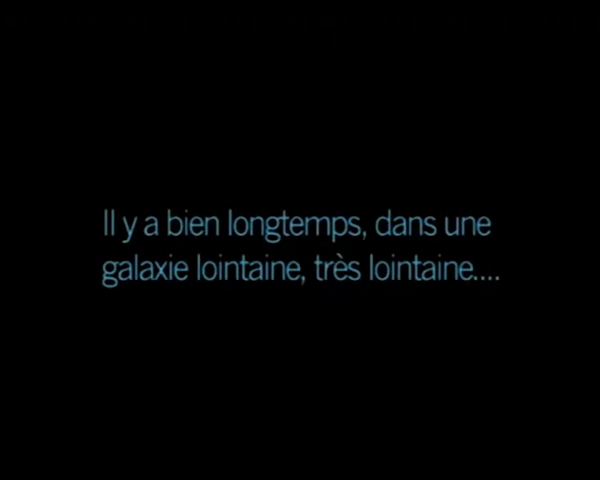 Il y a bien longtemps, dans une
galaxie lointaine, très lointaine....